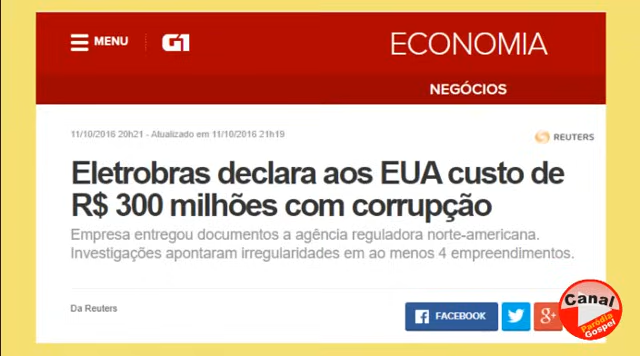 MENU G1 ECONOMIA
NEGÓCIOS
11/10/2016 20h21 - Atualizado em 11/10/2016 21h19
REUTERS
Eletrobras declara aos EUA custo de
R$ 300 milhões com corrupção
Empresa entregou documentos a agência reguladora norte-americana.
Investigações apontaram irregularidades em ao menos 4 empreendimentos.
Da Reuters
FACEBOOK
8+
Canal
Paródia
Gospel